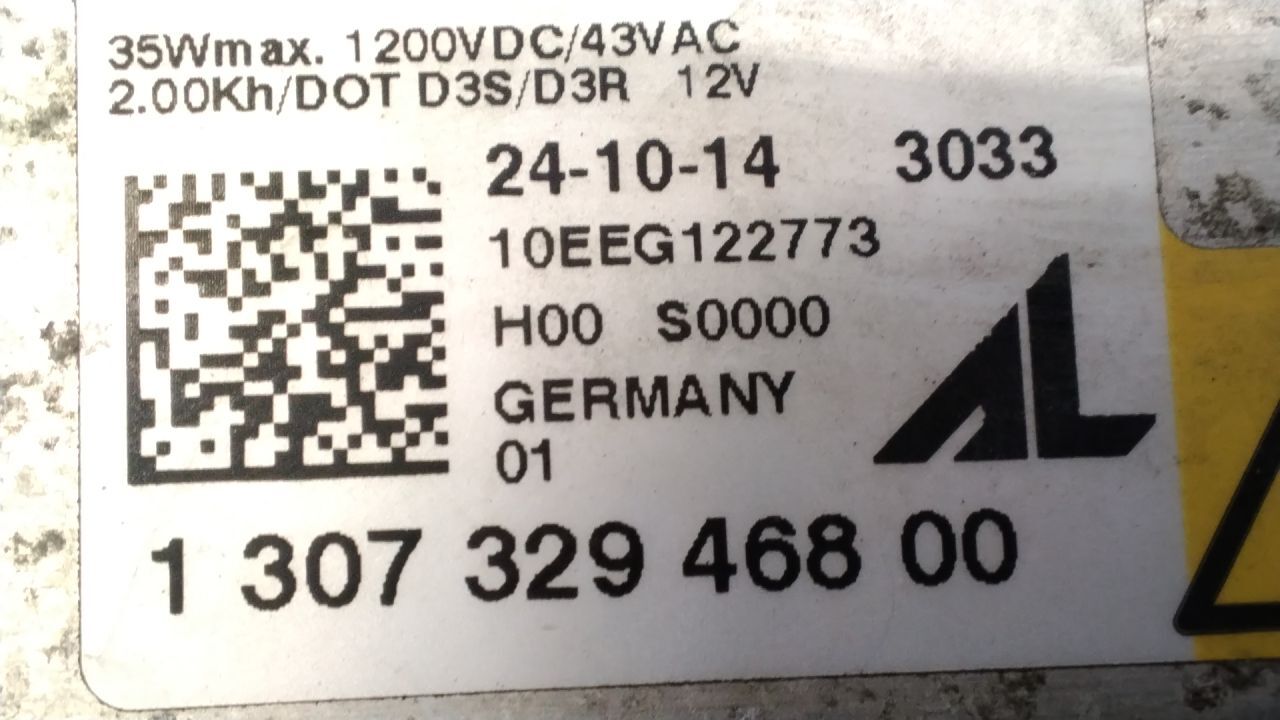 35Wmax. 1200VDC/43VAC
2.00Kh/DOT D3S/D3R 12V
24-10-14 3033
10EEG122773
H00 S0000
GERMANY
01
AL
1 307 329 468 00